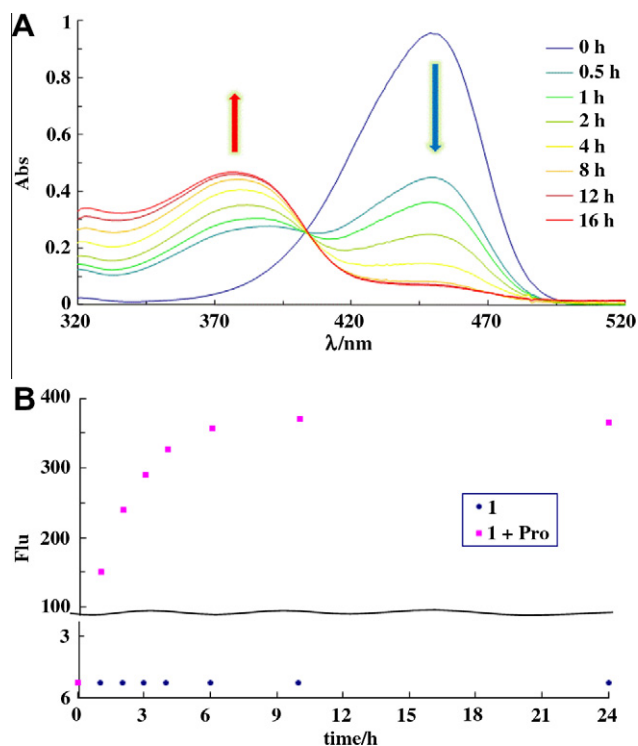 A
1
0.8
0.6
0.4
0.2
0
Abs
320 370 420 470 520
λ/nm
0 h
0.5 h
1 h
2 h
4 h
8 h
12 h
16 h
B
400
300
200
100
3
6
Flu
1
1 + Pro
0 3 6 9 12 15 18 21 24
time/h